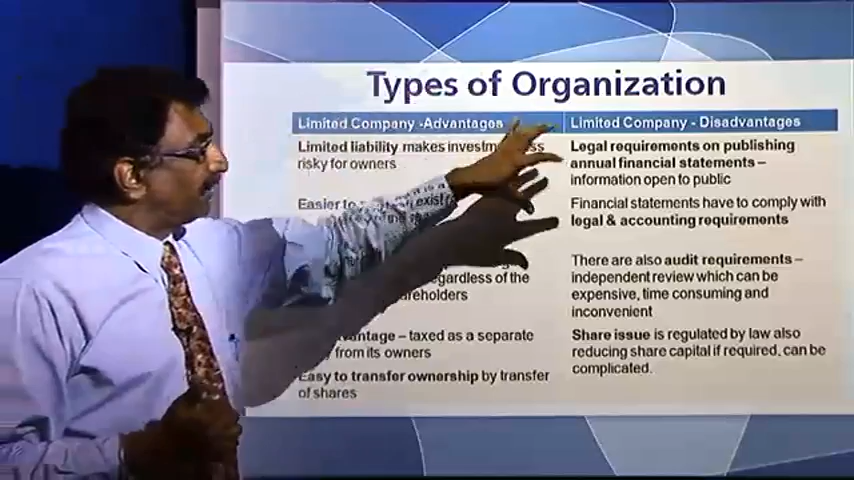 Types of Organization
Limited Company -Advantages
Limited liability makes
risky for owners
Easier to exist
regardless of the
– taxed as a separate
from its owners
Easy to transfer ownership by transfer
of shares
Limited Company - Disadvantages
Legal requirements on publishing
annual financial statements –
information open to public
Financial statements have to comply with
legal & accounting requirements
There are also audit requirements –
independent review which can be
expensive, time consuming and
inconvenient
Share issue is regulated by law also
reducing share capital if required, can be
complicated.